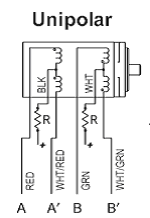 Unipolar
BLK
WHT
R
R
+
+
RED
WHT/RED
GRN
WHT/GRN
A
A′
B
B′